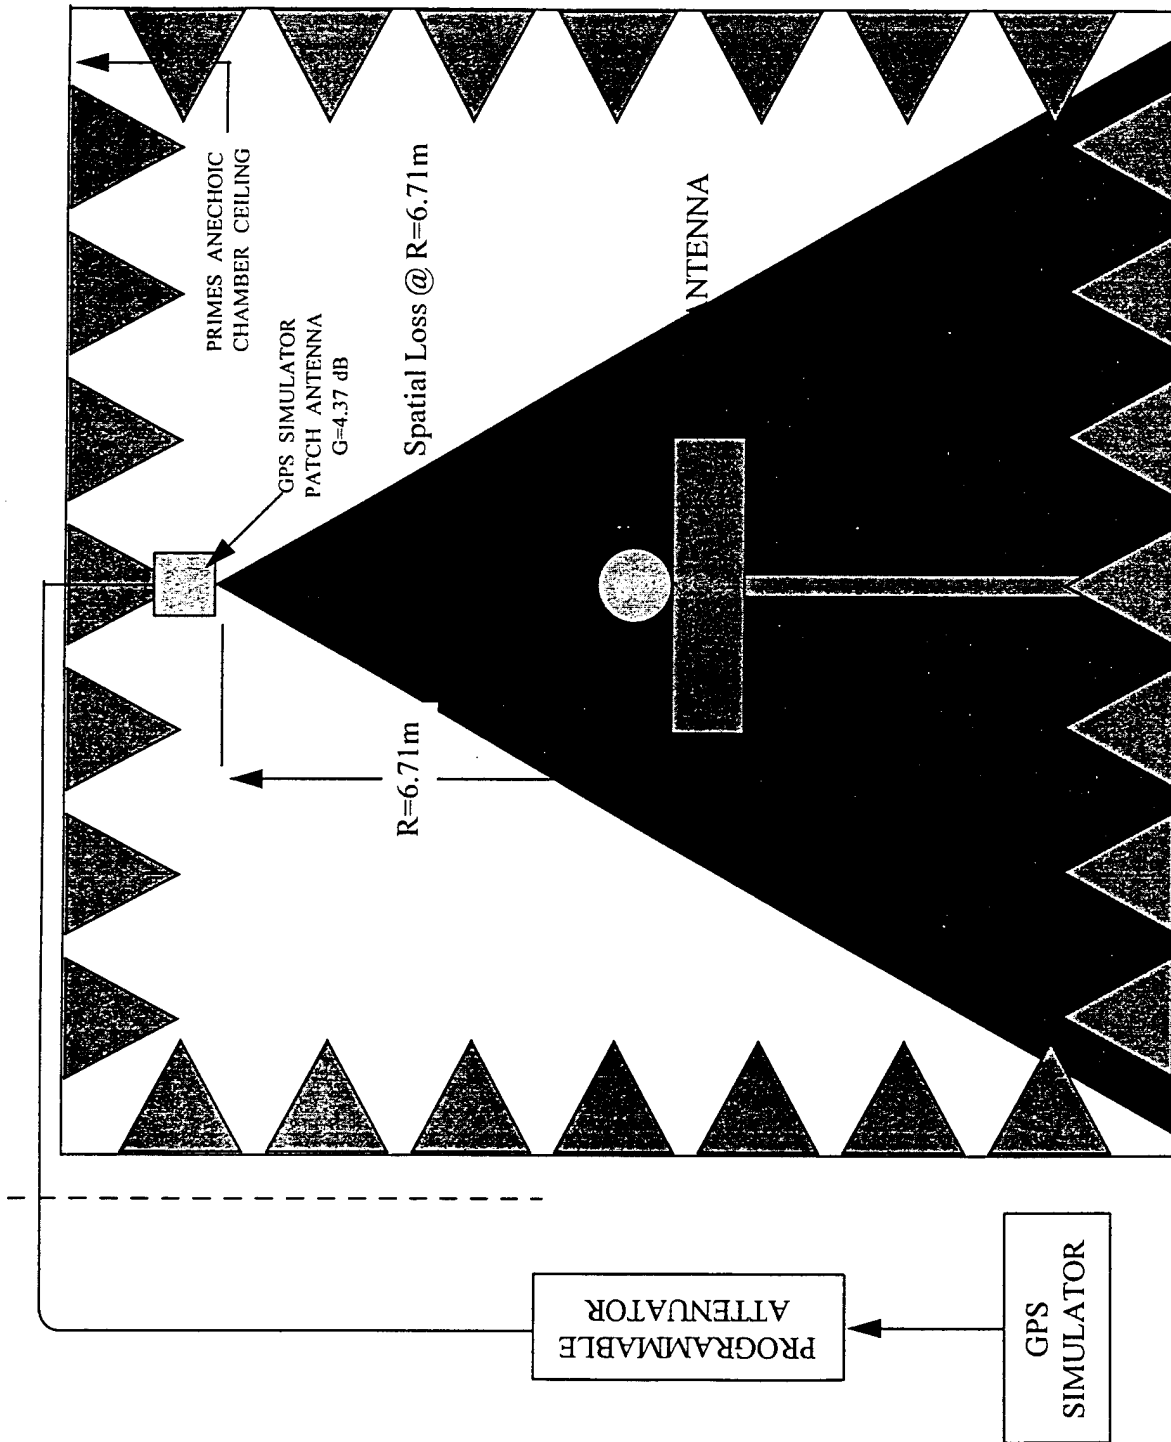 PRIMES ANECHOIC
CHAMBER CEILING
GPS SIMULATOR
PATCH ANTENNA
G=4.37 dB
Spatial Loss @ R=6.71m
NTENNA
R=6.71m
PROGRAMMABLE
ATTENUATOR
GPS
SIMULATOR